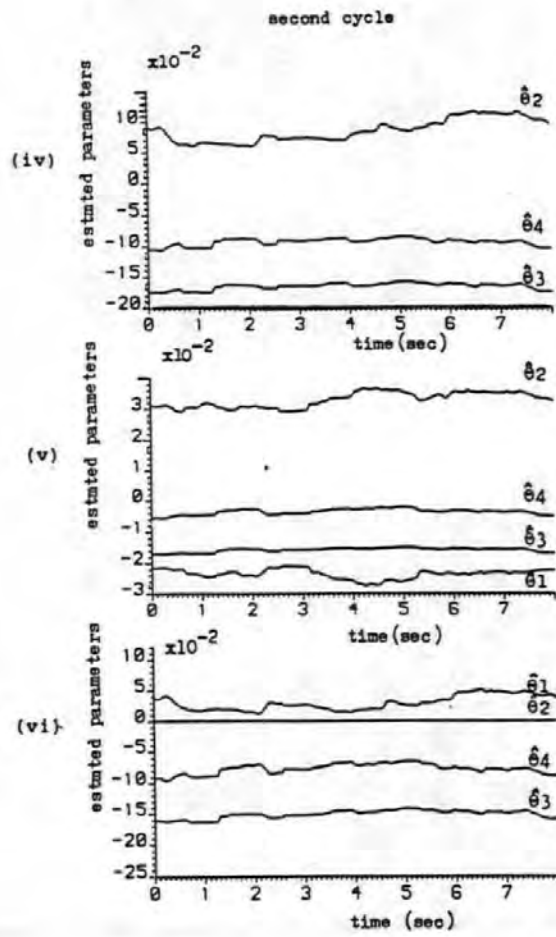 second cycle
x10-2
(iv)
estmted parameters
10
5
0
-5
-10
-15
-20
θ̂2
θ̂4
θ̂3
0 1 2 3 4 5 6 7
time(sec)
x10-2
(v)
estmted parameters
3
2
1
0
-1
-2
-3
θ̂2
θ̂4
θ̂3
θ̂1
0 1 2 3 4 5 6 7
time(sec)
x10-2
(vi)
estmted parameters
10
5
0
-5
-10
-15
-20
-25
θ̂1
θ̂2
θ̂4
θ̂3
0 1 2 3 4 5 6 7
time (sec)